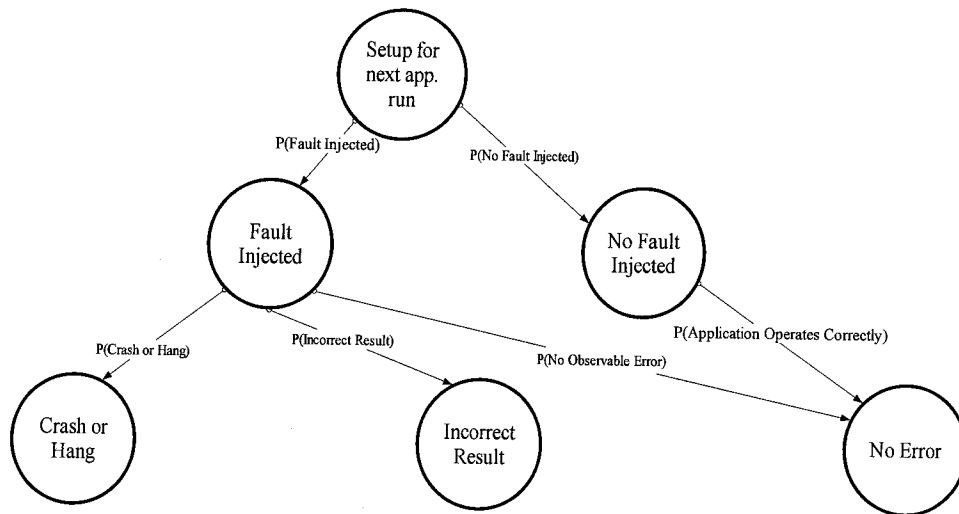 Setup for
next app.
run
P(Fault Injected)
P(No Fault Injected)
Fault
Injected
No Fault
Injected
P(Application Operates Correctly)
P(Crash or Hang)
P(Incorrect Result)
P(No Observable Error)
Crash or
Hang
Incorrect
Result
No Error